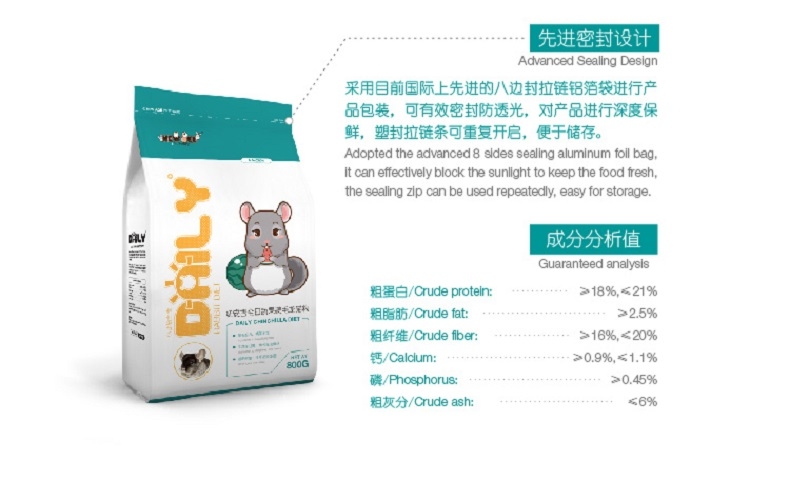 先进密封设计
Advanced Sealing Design
采用目前国际上先进的八边封拉链铝箔袋进行产
品包装，可有效密封防透光，对产品进行深度保
鲜，塑封拉链条可重复开启，便于储存。
Adopted the advanced 8 sides sealing aluminum foil bag,
it can effectively block the sunlight to keep the food fresh,
the sealing zip can be used repeatedly, easy for storage.
DAILY
DAILY
DAILY CHINCHILLA DIET
800G
成分分析值
Guaranteed analysis
粗蛋白/Crude protein: ≥18%,≤21%
粗脂肪/Crude fat: ≥2.5%
粗纤维/Crude fiber: ≥16%,≤20%
钙/Calcium: ≥0.9%,≤1.1%
磷/Phosphorus: ≥0.45%
粗灰分/Crude ash: ≤6%